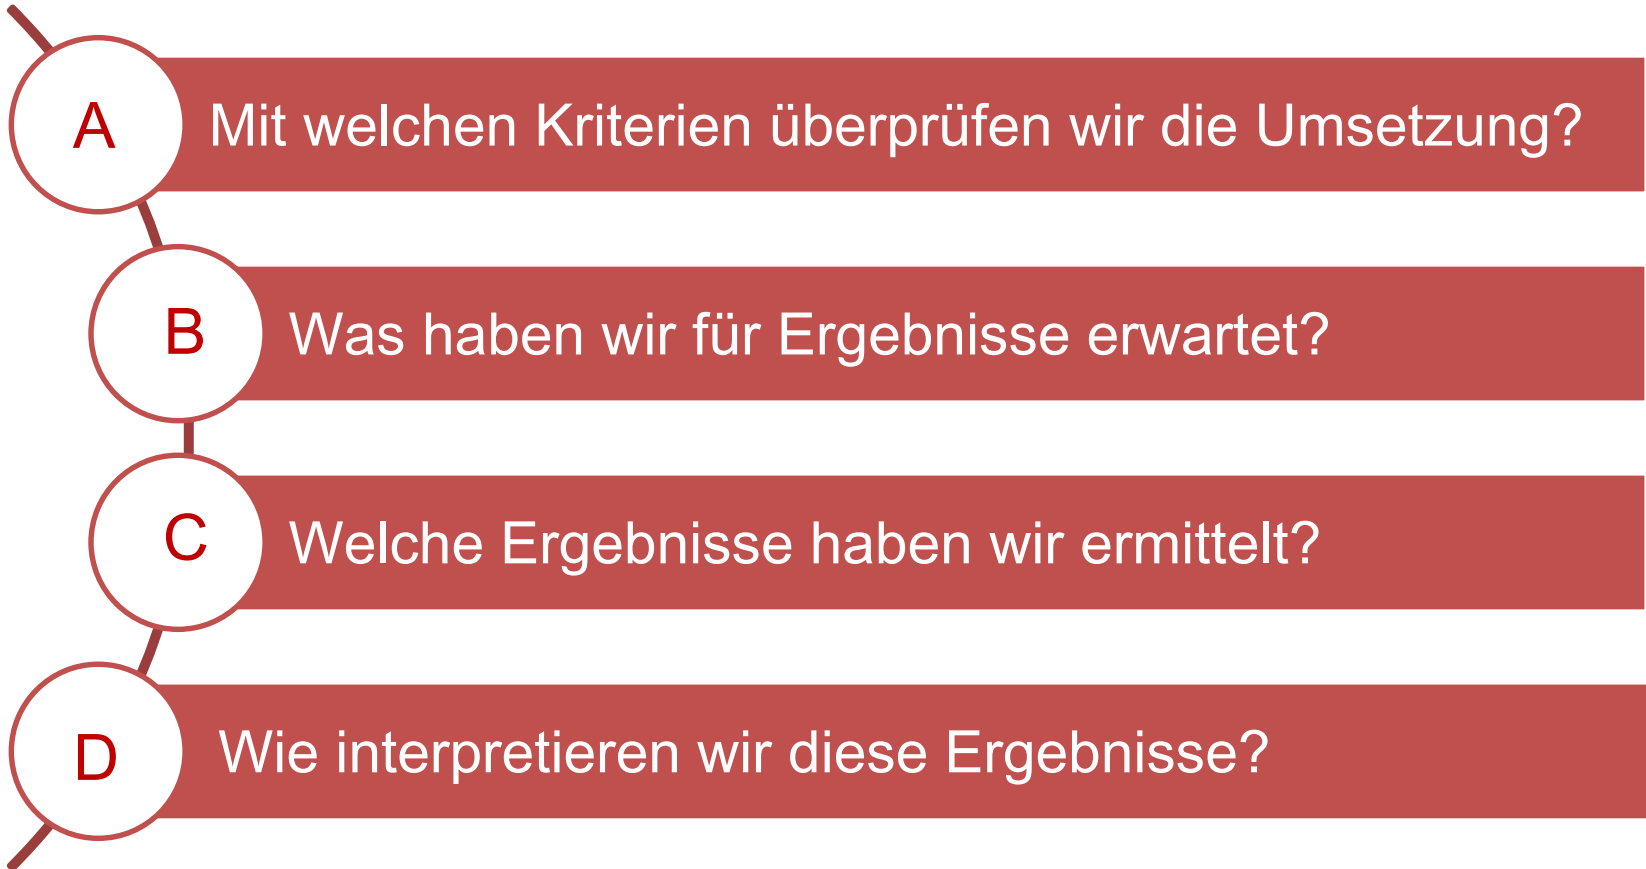 A Mit welchen Kriterien überprüfen wir die Umsetzung?
B Was haben wir für Ergebnisse erwartet?
C Welche Ergebnisse haben wir ermittelt?
D Wie interpretieren wir diese Ergebnisse?